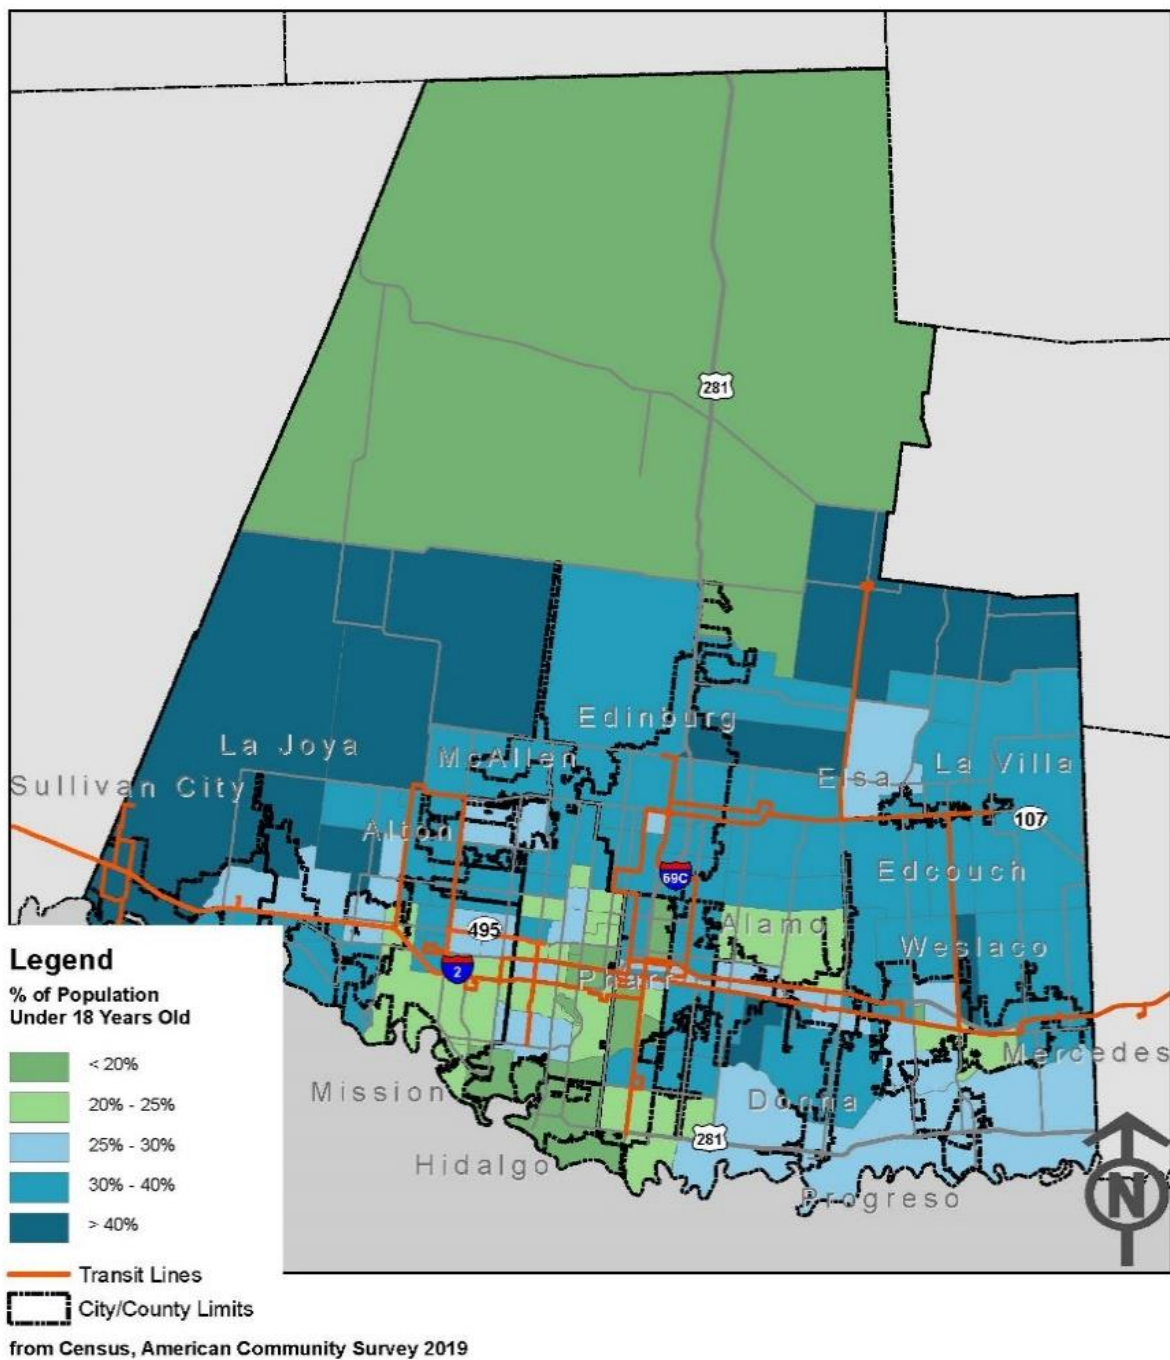 281
Edinburg
La Joya
McAllen
Elsa
La Villa
Sullivan City
Alton
107
69C
Edcouch
495
Alamo
Weslaco
2
Pharr
Mercedes
Mission
Donna
281
Hidalgo
Progreso
N
Legend
% of Population
Under 18 Years Old
< 20%
20% - 25%
25% - 30%
30% - 40%
> 40%
Transit Lines
City/County Limits
from Census, American Community Survey 2019